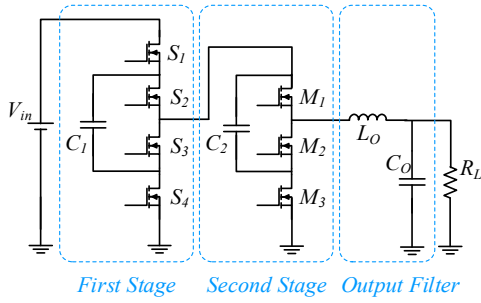 S1
S2
Vin
C1
S3
S4
M1
C2
M2
M3
LO
CO
RL
First Stage
Second Stage
Output Filter